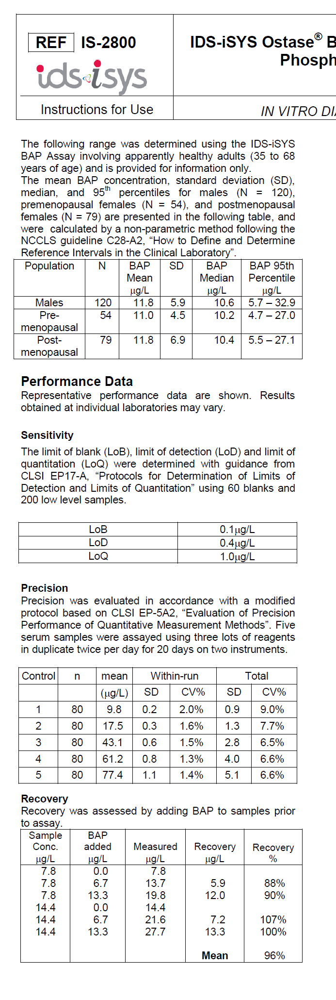 REF IS-2800
ids-isys
Instructions for Use
IDS-iSYS Ostase® B
Phosph
IN VITRO DIA
The following range was determined using the IDS-iSYS
BAP Assay involving apparently healthy adults (35 to 68
years of age) and is provided for information only.
The mean BAP concentration, standard deviation (SD),
median, and 95th percentiles for males (N = 120),
premenopausal females (N = 54), and postmenopausal
females (N = 79) are presented in the following table, and
were calculated by a non-parametric method following the
NCCLS guideline C28-A2, “How to Define and Determine
Reference Intervals in the Clinical Laboratory”.
Population N BAP SD BAP BAP 95th
Mean Median Percentile
µg/L µg/L µg/L
Males 120 11.8 5.9 10.6 5.7 – 32.9
Pre- 54 11.0 4.5 10.2 4.7 – 27.0
menopausal
Post- 79 11.8 6.9 10.4 5.5 – 27.1
menopausal
Performance Data
Representative performance data are shown. Results
obtained at individual laboratories may vary.
Sensitivity
The limit of blank (LoB), limit of detection (LoD) and limit of
quantitation (LoQ) were determined with guidance from
CLSI EP17-A, “Protocols for Determination of Limits of
Detection and Limits of Quantitation” using 60 blanks and
200 low level samples.
LoB 0.1µg/L
LoD 0.4µg/L
LoQ 1.0µg/L
Precision
Precision was evaluated in accordance with a modified
protocol based on CLSI EP-5A2, “Evaluation of Precision
Performance of Quantitative Measurement Methods”. Five
serum samples were assayed using three lots of reagents
in duplicate twice per day for 20 days on two instruments.
Control n mean Within-run Total
(µg/L) SD CV% SD CV%
1 80 9.8 0.2 2.0% 0.9 9.0%
2 80 17.5 0.3 1.6% 1.3 7.7%
3 80 43.1 0.6 1.5% 2.8 6.5%
4 80 61.2 0.8 1.3% 4.0 6.6%
5 80 77.4 1.1 1.4% 5.1 6.6%
Recovery
Recovery was assessed by adding BAP to samples prior
to assay.
Sample BAP
Conc. added Measured Recovery Recovery
µg/L µg/L µg/L µg/L %
7.8 0.0 7.8
7.8 6.7 13.7 5.9 88%
7.8 13.3 19.8 12.0 90%
14.4 0.0 14.4
14.4 6.7 21.6 7.2 107%
14.4 13.3 27.7 13.3 100%
Mean 96%